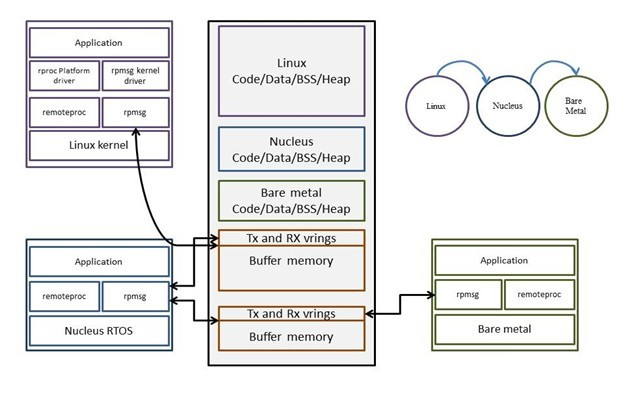 Application
rproc Platform
driver
rpmsg kernel
driver
remoteproc
rpmsg
Linux kernel
Linux
Code/Data/BSS/Heap
Nucleus
Code/Data/BSS/Heap
Bare metal
Code/Data/BSS/Heap
Tx and RX vrings
Buffer memory
Tx and Rx vrings
Buffer memory
Linux
Nucleus
Bare
Metal
Application
remoteproc
rpmsg
Nucleus RTOS
Application
rpmsg
remoteproc
Bare metal